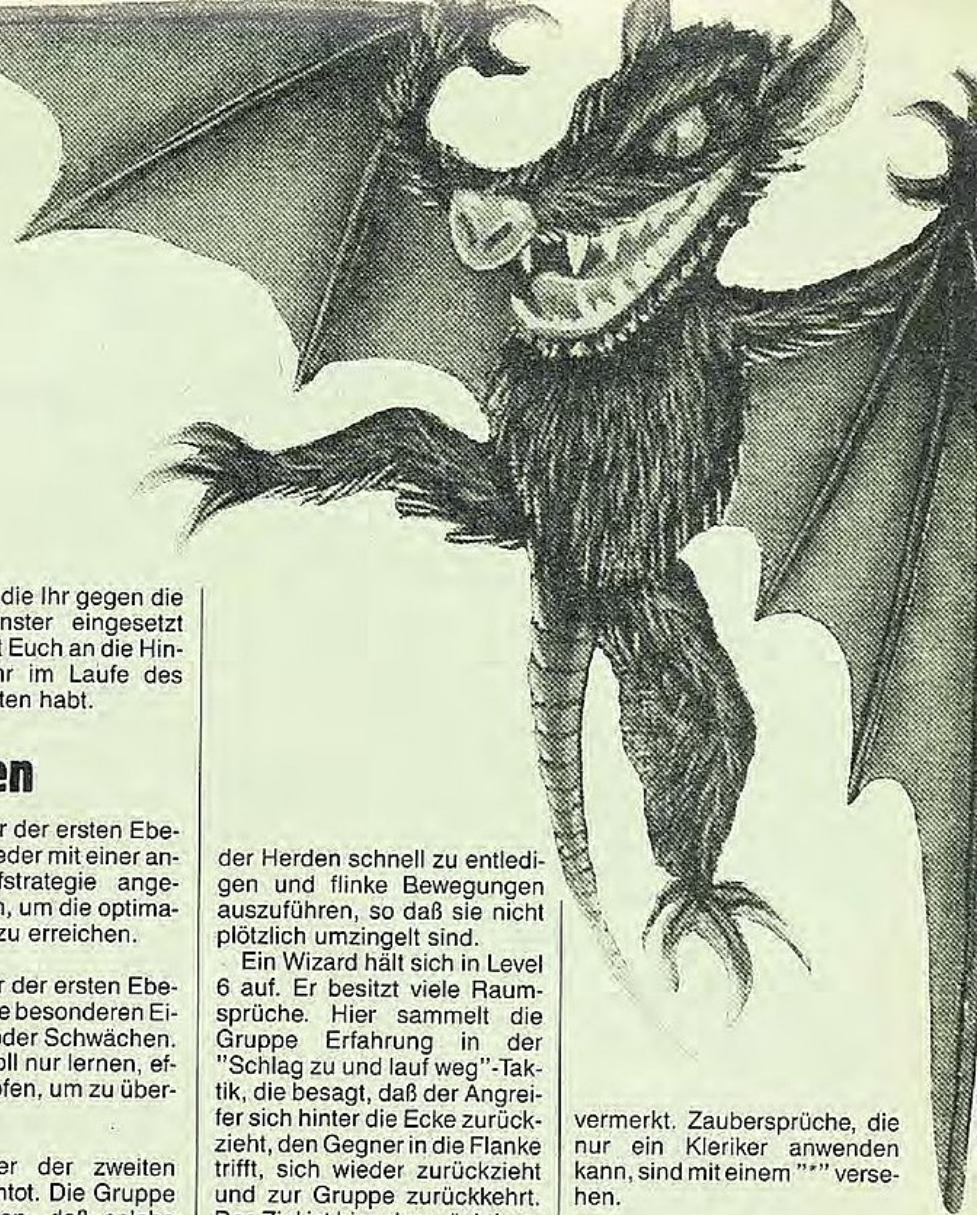 die Ihr gegen die
nster eingesetzt
t Euch an die Hin-
hr im Laufe des
ten habt.
en
r der ersten Ebe-
eder mit einer an-
fstrategie ange-
n, um die optima-
zu erreichen.
r der ersten Ebe-
e besonderen Ei-
oder Schwächen.
oll nur lernen, ef-
pfen, um zu über-
er der zweiten
ntot. Die Gruppe
der Herden schnell zu entledi-
gen und flinke Bewegungen
auszuführen, so daß sie nicht
plötzlich umzingelt sind.
Ein Wizard hält sich in Level
6 auf. Er besitzt viele Raum-
sprüche. Hier sammelt die
Gruppe Erfahrung in der
"Schlag zu und lauf weg"-Tak-
tik, die besagt, daß der Angrei-
fer sich hinter die Ecke zurück-
zieht, den Gegner in die Flanke
trifft, sich wieder zurückzieht
und zur Gruppe zurückkehrt.
vermerkt. Zaubersprüche, die
nur ein Kleriker anwenden
kann, sind mit einem "*" verse-
hen.